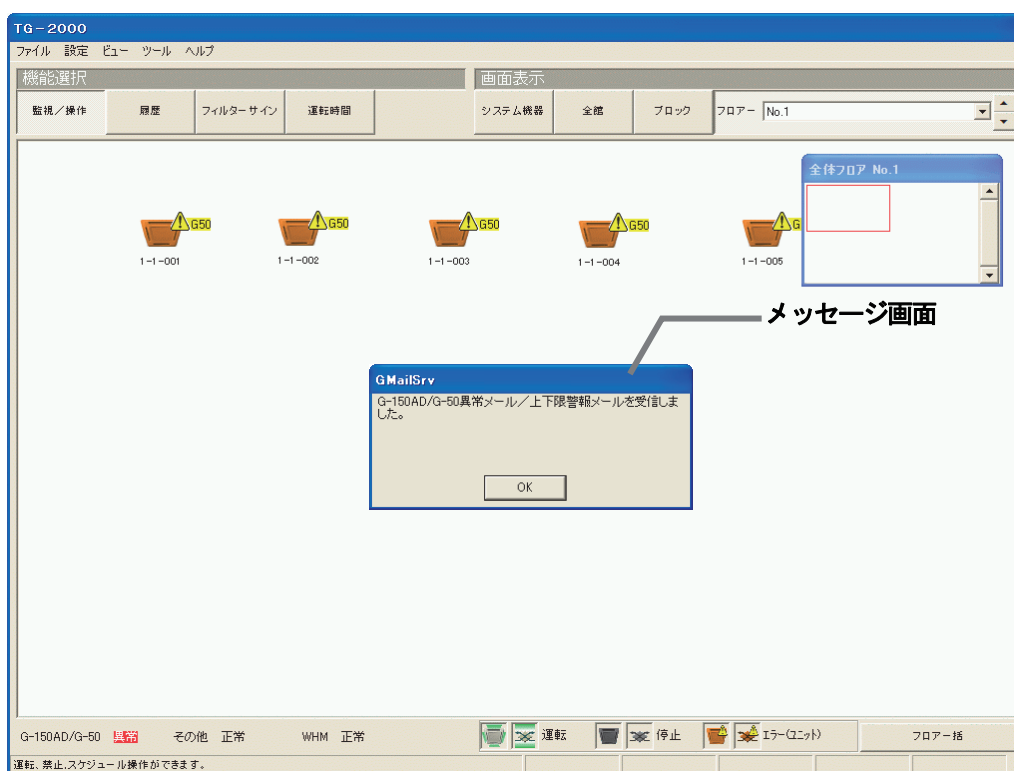 TG-2000
ファイル 設定 ビュー ツール ヘルプ
機能選択 画面表示
監視/操作 履歴 フィルターサイン 運転時間 システム機器 全館 ブロック フロアー No.1
全体フロア No.1
G50 G50 G50 G50 G
1-1-001 1-1-002 1-1-003 1-1-004 1-1-005
メッセージ画面
GMailSrv
G-150AD/G-50異常メール/上下限警報メールを受信しま
した。
OK
G-150AD/G-50 異常 その他 正常 WHM 正常 運転 停止 エラー(ユニット) フロアー括
運転、禁止、スケジュール操作ができます。